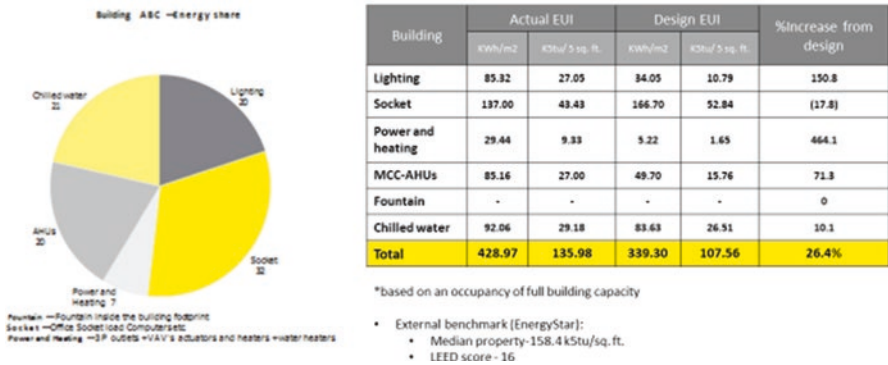 Building ABC —Energy share
Chilled water
21
Lighting
20
AHUs
20
Socket
32
Power and
Heating 7
Fountain —Fountain inside the building footprint
Socket —Office Socket load Computers etc
Power and Heating —3P outlets +VAV's actuators and heaters +water heaters
Building Actual EUI Design EUI %Increase from design
KWh/m2 K5tu/5 sq. ft. KWh/m2 K5tu/5 sq. ft.
Lighting 85.32 27.05 34.05 10.79 150.8
Socket 137.00 43.43 166.70 52.84 (17.8)
Power and heating 29.44 9.33 5.22 1.65 464.1
MCC-AHUs 85.16 27.00 49.70 15.76 71.3
Fountain - - - - 0
Chilled water 92.06 29.18 83.63 26.51 10.1
Total 428.97 135.98 339.30 107.56 26.4%
*based on an occupancy of full building capacity
• External benchmark (EnergyStar):
• Median property-158.4 k5tu/sq. ft.
• LEED score - 16